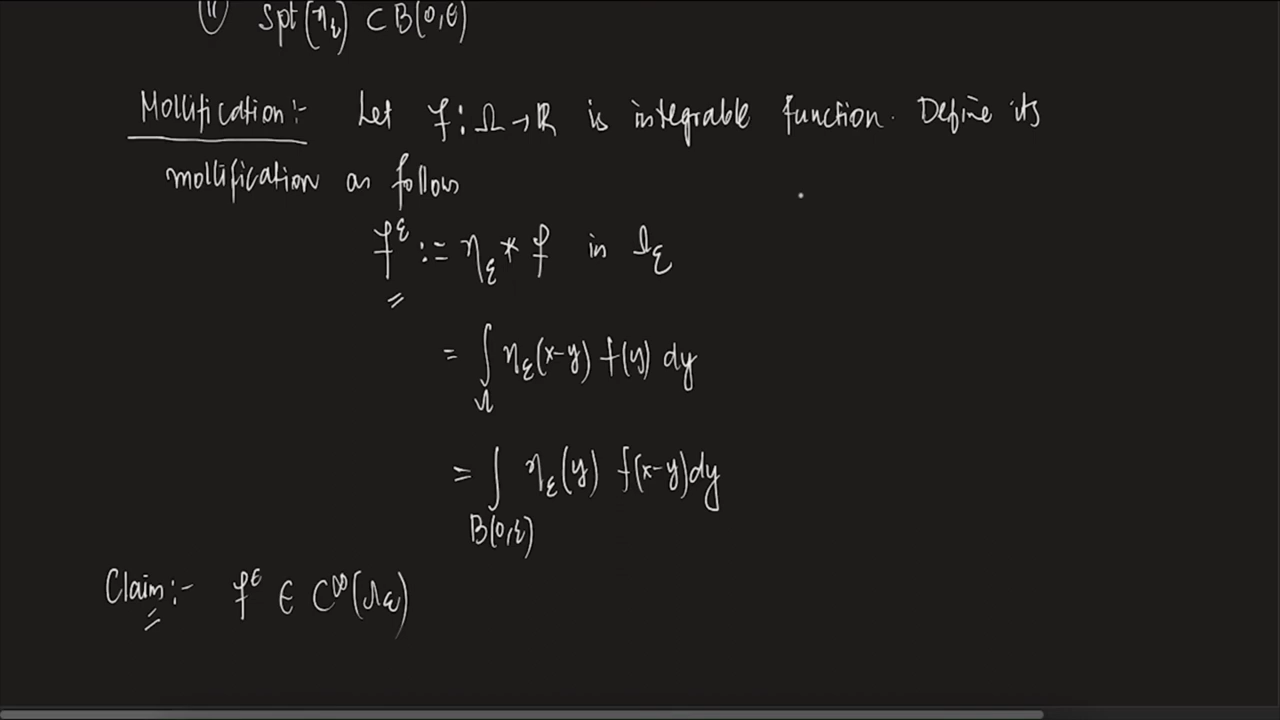 (ii) Spt(η_ε) ⊂ B(0,ε)
Mollification:- Let f: Ω → ℝ is integrable function. Define its
mollification as follows
f^ε := η_ε * f in Ω_ε
= ∫_Ω η_ε(x-y) f(y) dy
= ∫_{B(0,ε)} η_ε(y) f(x-y) dy
Claim:- f^ε ∈ C^∞(Ω_ε)